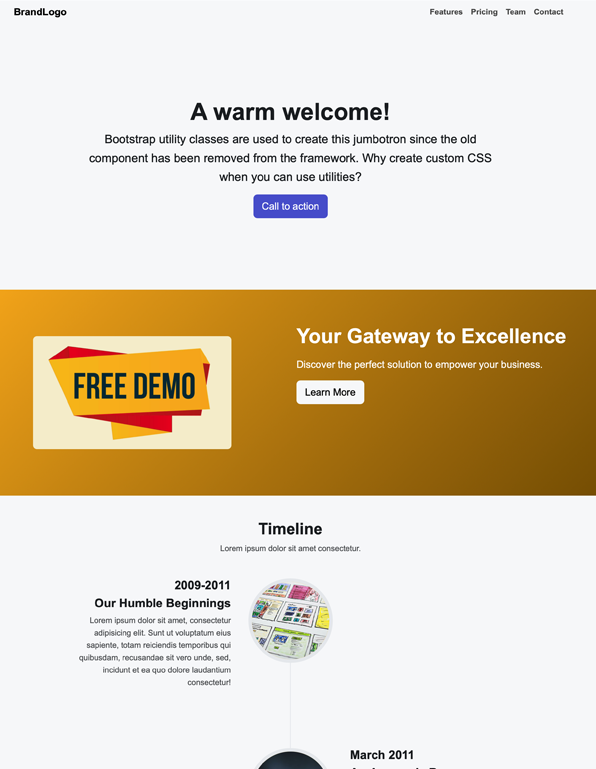 BrandLogo
Features Pricing Team Contact
A warm welcome!
Bootstrap utility classes are used to create this jumbotron since the old
component has been removed from the framework. Why create custom CSS
when you can use utilities?
Call to action
FREE DEMO
Your Gateway to Excellence
Discover the perfect solution to empower your business.
Learn More
Timeline
Lorem ipsum dolor sit amet consectetur.
2009-2011
Our Humble Beginnings
Lorem ipsum dolor sit amet, consectetur
adipisicing elit. Sunt ut voluptatum eius
sapiente, totam reiciendis temporibus qui
quibusdam, recusandae sit vero unde, sed,
incidunt et ea quo dolore laudantium
consectetur!
March 2011